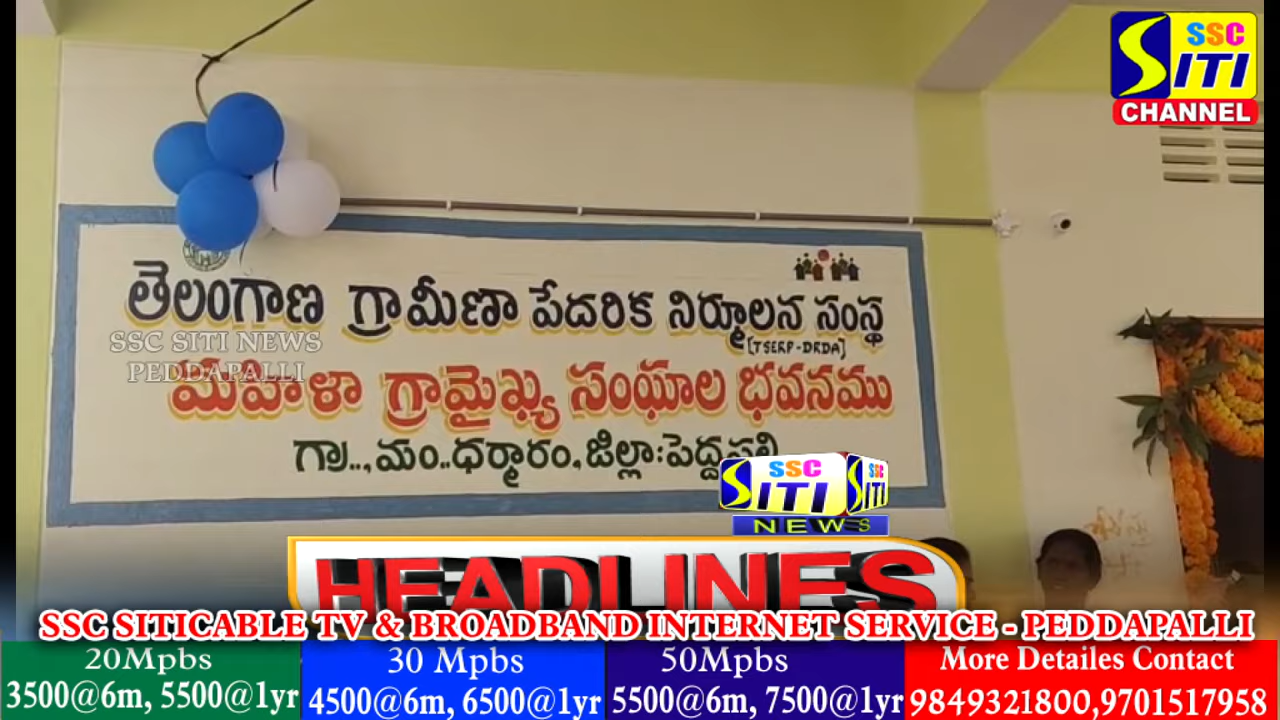 SSC
SITI
CHANNEL
తెలంగాణ గ్రామీణా పేదరిక నిర్మూలన సంస్థ
[TSERP-DRDA]
SSC SITI NEWS
PEDDAPALLI
మహిళా గ్రామైఖ్య సంఘాల భవనము
గ్రా..,మం..ధర్మారం,జిల్లా:పెద్దపల్లి
SSC SSC
SITI SITI
NEWS
HEADLINES
SSC SITICABLE TV & BROADBAND INTERNET SERVICE - PEDDAPALLI
20Mpbs 30 Mpbs 50Mpbs More Detailes Contact
3500@6m, 5500@1yr 4500@6m, 6500@1yr 5500@6m, 7500@1yr 9849321800,9701517958